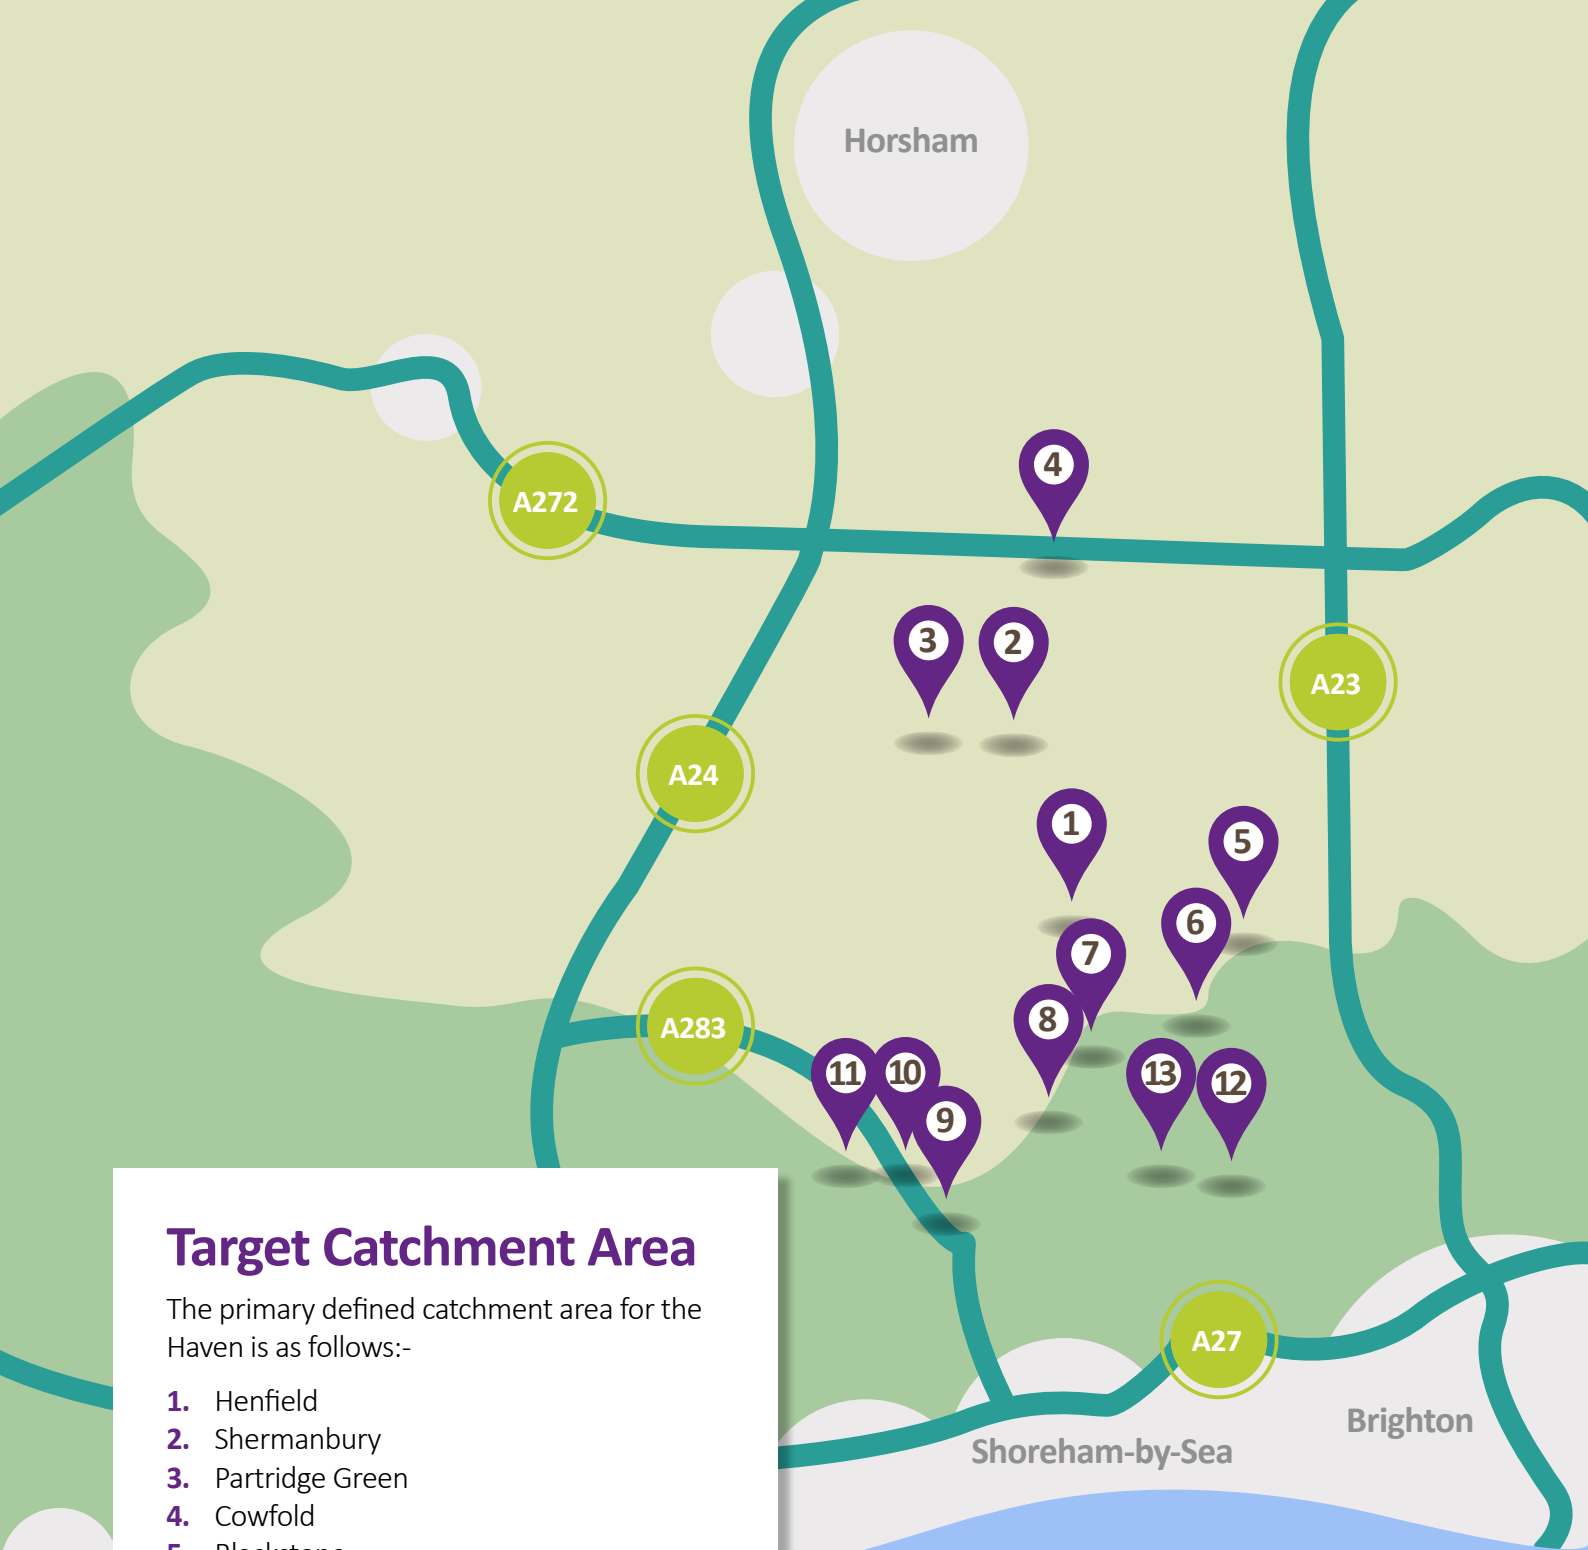 Horsham
4
A272
3
2
A23
A24
1
5
6
7
8
A283
11
10
13
12
9
Target Catchment Area
The primary defined catchment area for the
Haven is as follows:-
A27
Brighton
Shoreham-by-Sea
1. Henfield
2. Shermanbury
3. Partridge Green
4. Cowfold